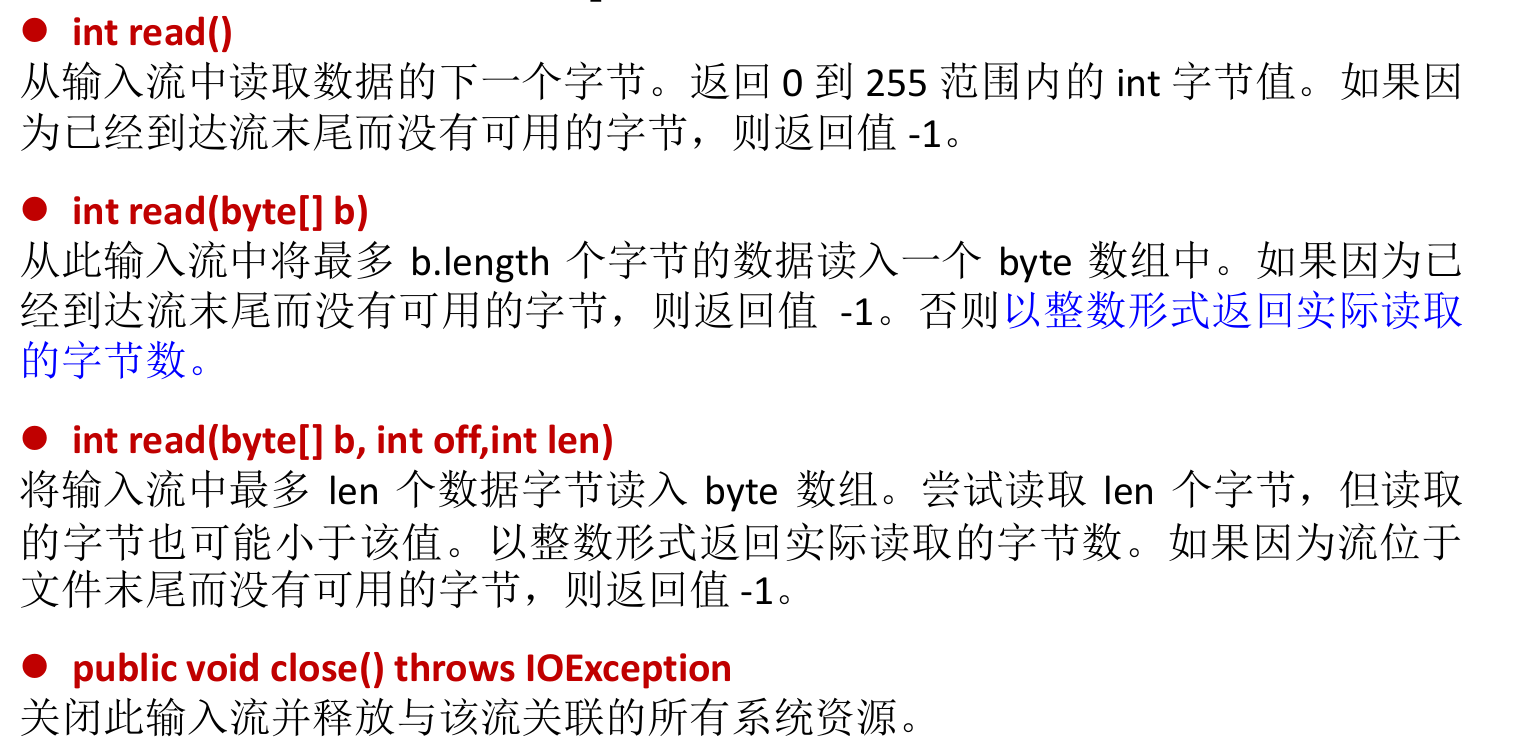 ● int read()
从输入流中读取数据的下一个字节。返回 0 到 255 范围内的 int 字节值。如果因
为已经到达流末尾而没有可用的字节，则返回值 -1。
● int read(byte[] b)
从此输入流中将最多 b.length 个字节的数据读入一个 byte 数组中。如果因为已
经到达流末尾而没有可用的字节，则返回值 -1。否则以整数形式返回实际读取
的字节数。
● int read(byte[] b, int off,int len)
将输入流中最多 len 个数据字节读入 byte 数组。尝试读取 len 个字节，但读取
的字节也可能小于该值。以整数形式返回实际读取的字节数。如果因为流位于
文件末尾而没有可用的字节，则返回值 -1。
● public void close() throws IOException
关闭此输入流并释放与该流关联的所有系统资源。